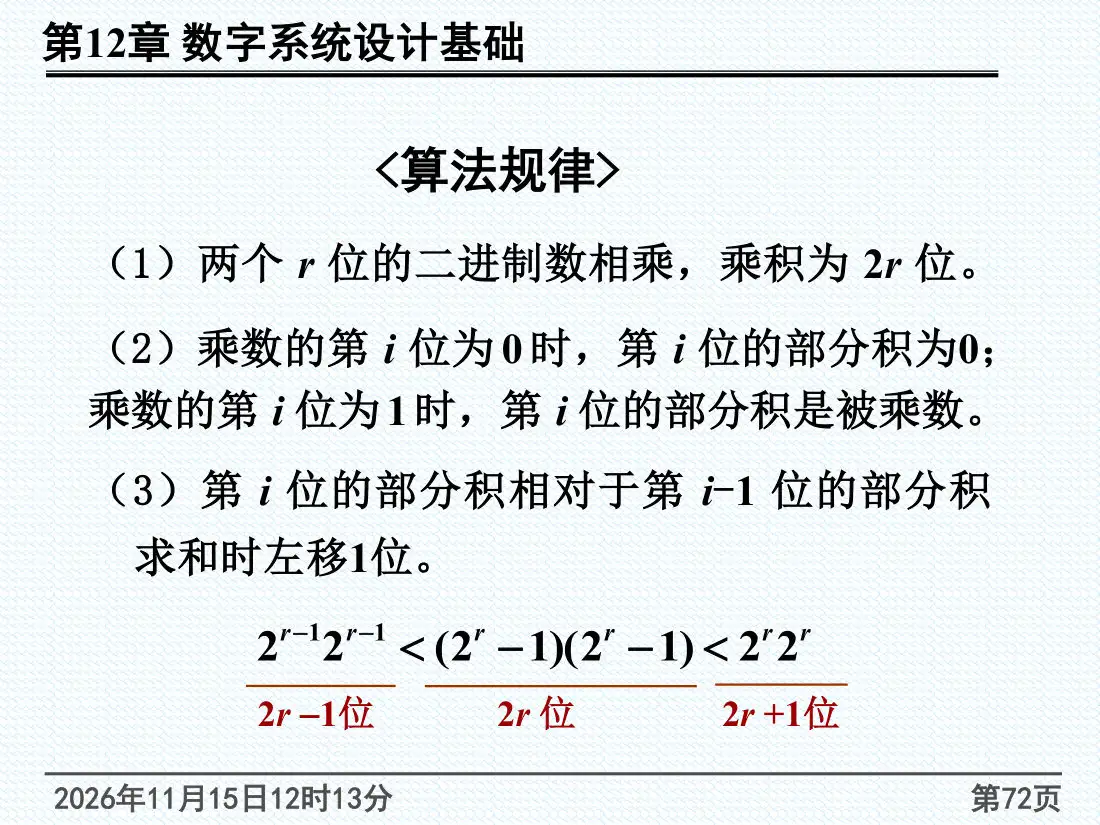 第12章 数字系统设计基础
<算法规律>
（1）两个 r 位的二进制数相乘，乘积为 2r 位。
（2）乘数的第 i 位为 0 时，第 i 位的部分积为0；
乘数的第 i 位为 1 时，第 i 位的部分积是被乘数。
（3）第 i 位的部分积相对于第 i−1 位的部分积
求和时左移1位。
2^{r−1}2^{r−1} < (2^r − 1)(2^r − 1) < 2^r2^r
2r –1位 2r 位 2r +1位
2026年11月15日12时13分 第72页